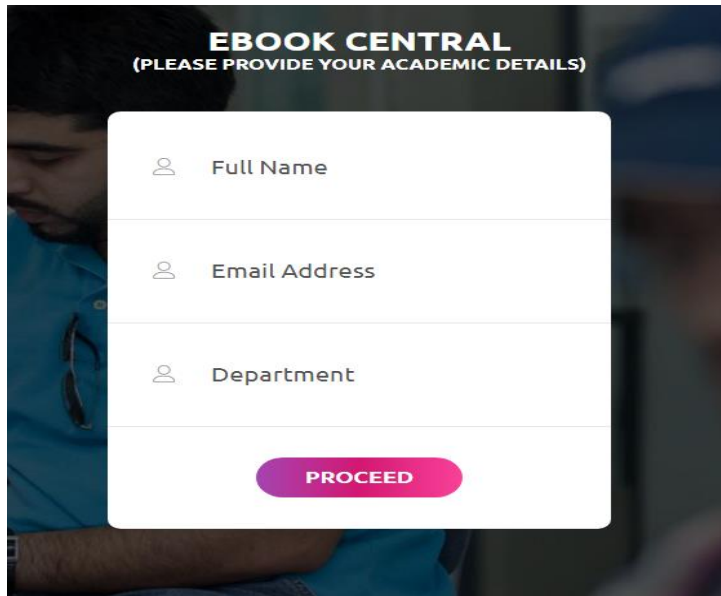 EBOOK CENTRAL
(PLEASE PROVIDE YOUR ACADEMIC DETAILS)
Full Name
Email Address
Department
PROCEED